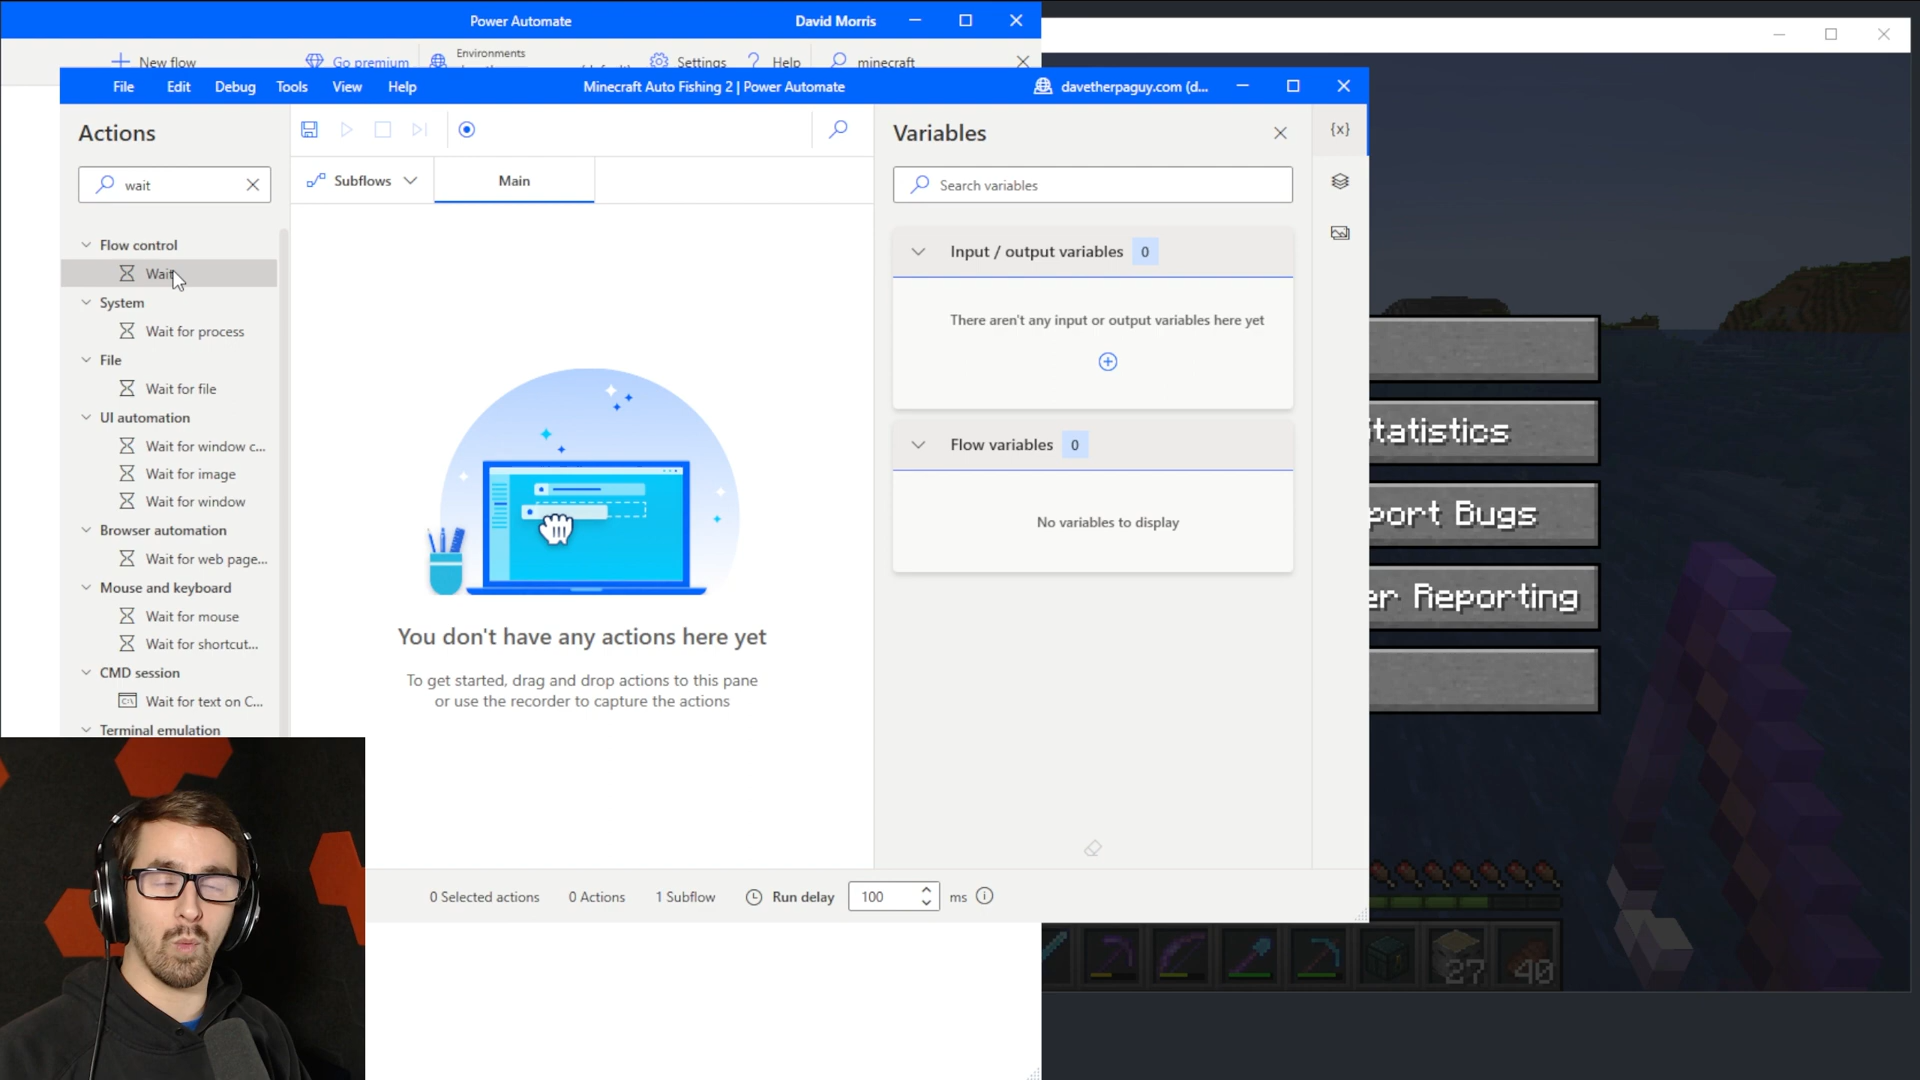 Power Automate
David Morris
New flow
Go premium
Environments
Settings
Help
minecraft
File Edit Debug Tools View Help
Minecraft Auto Fishing 2 | Power Automate
davetherpaguy.com (d...
Actions
wait
Flow control
Wait
System
Wait for process
File
Wait for file
UI automation
Wait for window c...
Wait for image
Wait for window
Browser automation
Wait for web page...
Mouse and keyboard
Wait for mouse
Wait for shortcut...
CMD session
Wait for text on C...
Terminal emulation
Subflows
Main
You don't have any actions here yet
To get started, drag and drop actions to this pane
or use the recorder to capture the actions
Variables
{x}
Search variables
Input / output variables 0
There aren't any input or output variables here yet
Flow variables 0
No variables to display
0 Selected actions 0 Actions 1 Subflow Run delay 100 ms
tatistics
port Bugs
er Reporting
27 40